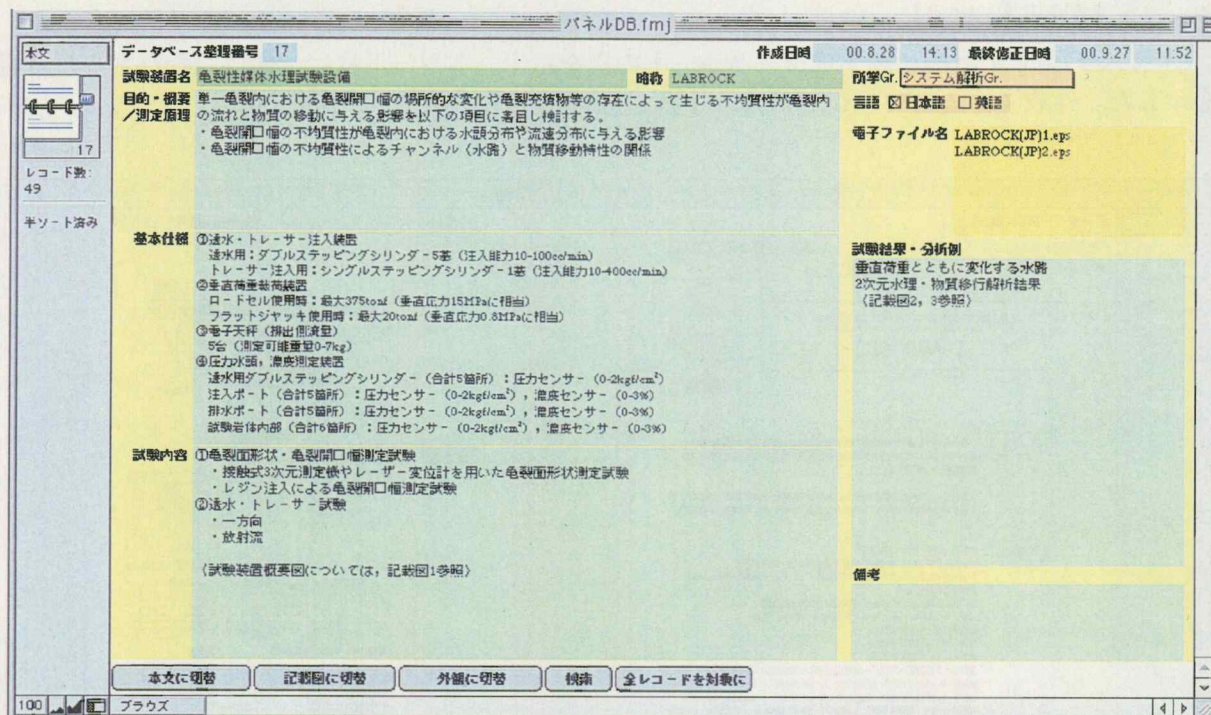 パネルDB.fmj
本文
17
レコード数:
49
半ソート済み
データベース整理番号 17
作成日時 00.8.28 14:13 最終修正日時 00.9.27 11:52
試験装置名 亀裂性媒体水理試験設備
略称 LABROCK
所掌Gr. システム解析Gr.
目的・概要
／測定原理
単一亀裂内における亀裂開口幅の場所的な変化や亀裂充填物等の存在によって生じる不均質性が亀裂内
の流れと物質の移動に与える影響を以下の項目に着目し検討する。
・亀裂開口幅の不均質性が亀裂内における水頭分布や流速分布に与える影響
・亀裂開口幅の不均質性によるチャンネル（水路）と物質移動特性の関係
言語 ☒日本語 ☐英語
電子ファイル名 LABROCK(JP)1.eps
LABROCK(JP)2.eps
基本仕様 ①透水・トレーサー注入装置
透水用：ダブルステッピングシリンダ－5基（注入能力10-100cc/min）
トレーサー注入用：シングルステッピングシリンダ－1基（注入能力10-400cc/min）
②垂直荷重載荷装置
ロードセル使用時：最大375tonf（垂直応力15MPaに相当）
フラットジャッキ使用時：最大20tonf（垂直応力0.8MPaに相当）
③電子天秤（排出側流量）
5台（測定可能重量0-7kg）
④圧力水頭，濃度測定装置
透水用ダブルステッピングシリンダ－（合計5箇所）：圧力センサ－（0-2kgf/cm²）
注入ポート（合計5箇所）：圧力センサ－（0-2kgf/cm²），濃度センサ－（0-3%）
排水ポート（合計5箇所）：圧力センサ－（0-2kgf/cm²），濃度センサ－（0-3%）
試験岩体内部（合計6箇所）：圧力センサ－（0-2kgf/cm²），濃度センサ－（0-3%）
試験結果・分析例
垂直荷重とともに変化する水路
2次元水理・物質移行解析結果
（記載図2，3参照）
試験内容 ①亀裂面形状・亀裂開口幅測定試験
・接触式3次元測定機やレーザー変位計を用いた亀裂面形状測定試験
・レジン注入による亀裂開口幅測定試験
②透水・トレーサー試験
・一方向
・放射流
（試験装置概要図については，記載図1参照）
備考
本文に切替 記載図に切替 外観に切替 検索 全レコードを対象に
100 ブラウズ